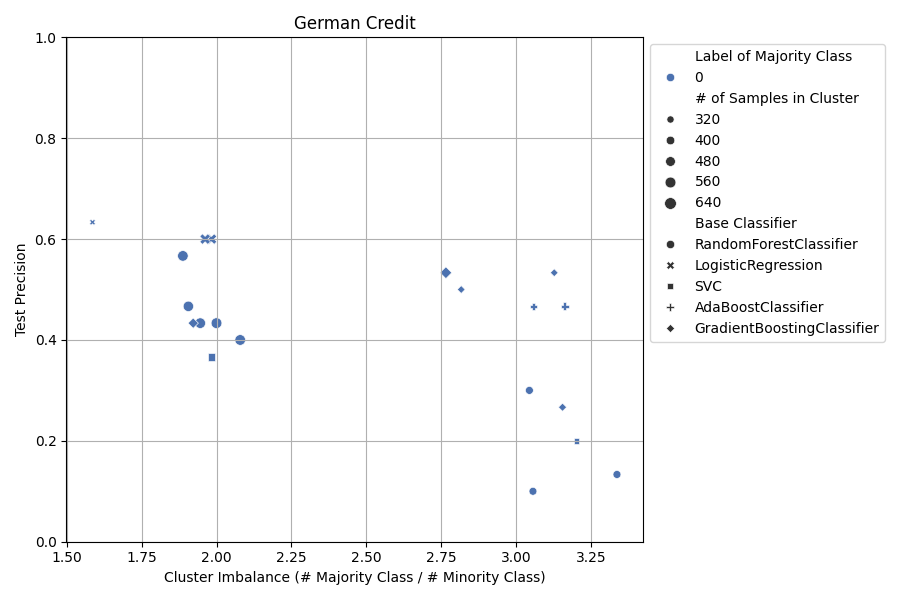 German Credit
1.0
0.8
0.6
0.4
0.2
0.0
Test Precision
1.50 1.75 2.00 2.25 2.50 2.75 3.00 3.25
Cluster Imbalance (# Majority Class / # Minority Class)
Label of Majority Class
0
# of Samples in Cluster
320
400
480
560
640
Base Classifier
RandomForestClassifier
LogisticRegression
SVC
AdaBoostClassifier
GradientBoostingClassifier